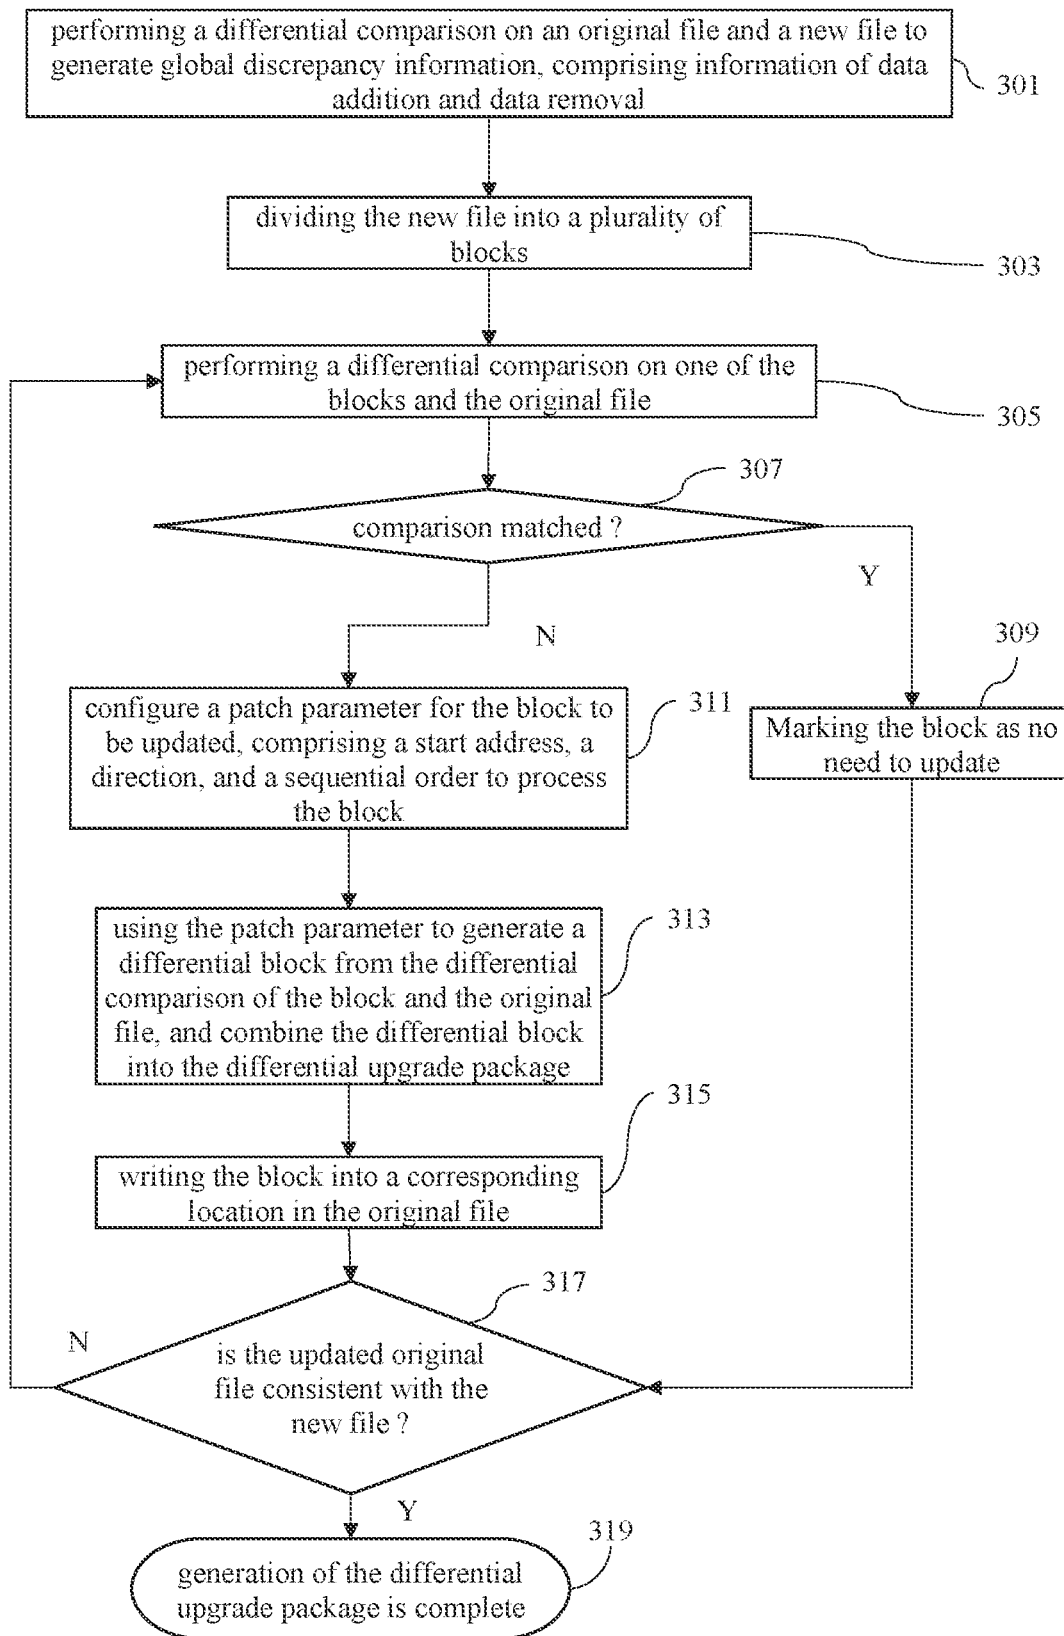 performing a differential comparison on an original file and a new file to
generate global discrepancy information, comprising information of data
addition and data removal
301
dividing the new file into a plurality of
blocks
303
performing a differential comparison on one of the
blocks and the original file
305
307
comparison matched ?
Y
N
309
configure a patch parameter for the block to
be updated, comprising a start address, a
direction, and a sequential order to process
the block
311
Marking the block as no
need to update
using the patch parameter to generate a
differential block from the differential
comparison of the block and the original
file, and combine the differential block
into the differential upgrade package
313
315
writing the block into a corresponding
location in the original file
317
N
is the updated original
file consistent with the
new file ?
Y
319
generation of the differential
upgrade package is complete